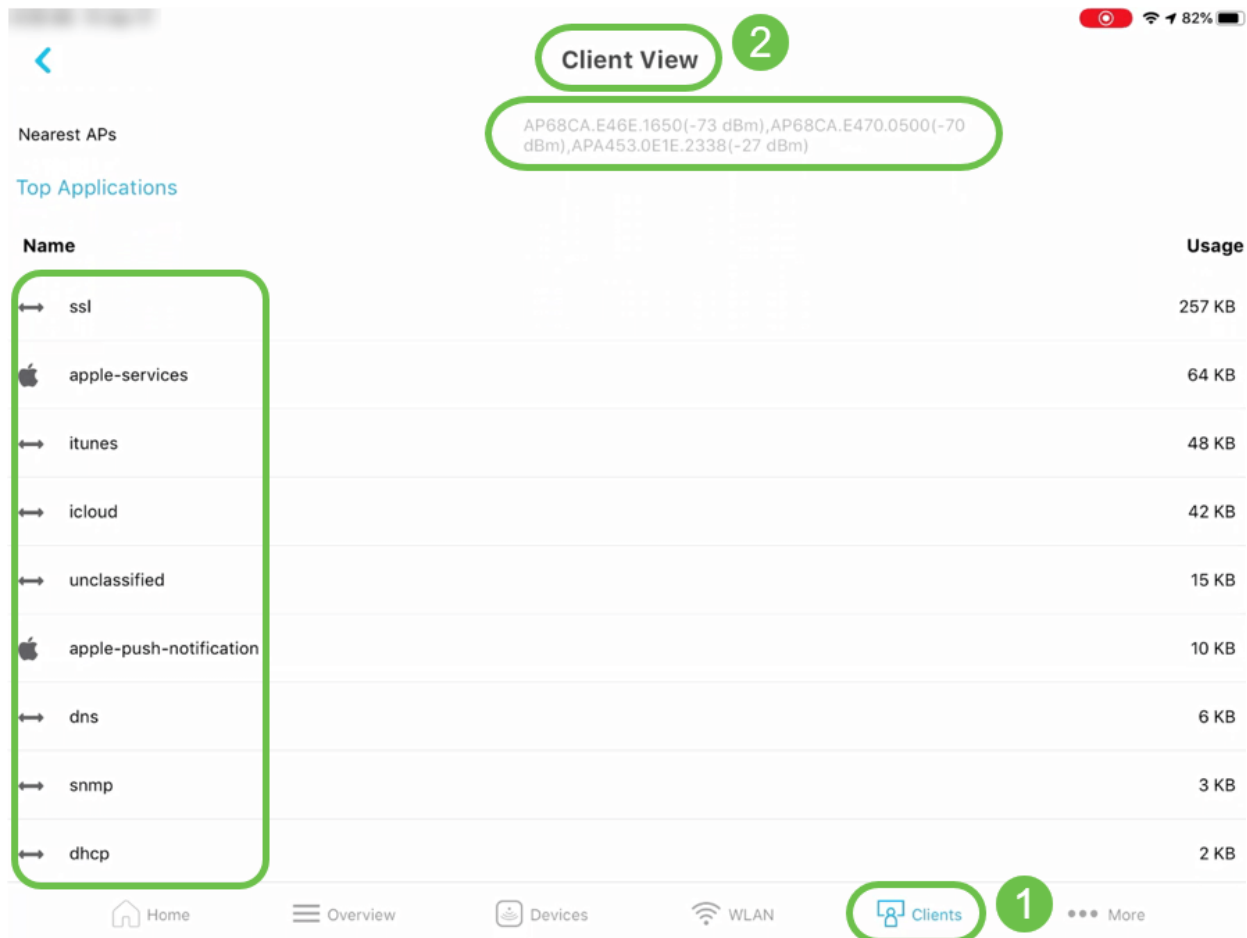 82%
Client View
2
Nearest APs
AP68CA.E46E.1650(-73 dBm),AP68CA.E470.0500(-70
dBm),APA453.0E1E.2338(-27 dBm)
Top Applications
Name Usage
ssl 257 KB
apple-services 64 KB
itunes 48 KB
icloud 42 KB
unclassified 15 KB
apple-push-notification 10 KB
dns 6 KB
snmp 3 KB
dhcp 2 KB
Home Overview Devices WLAN Clients 1 More